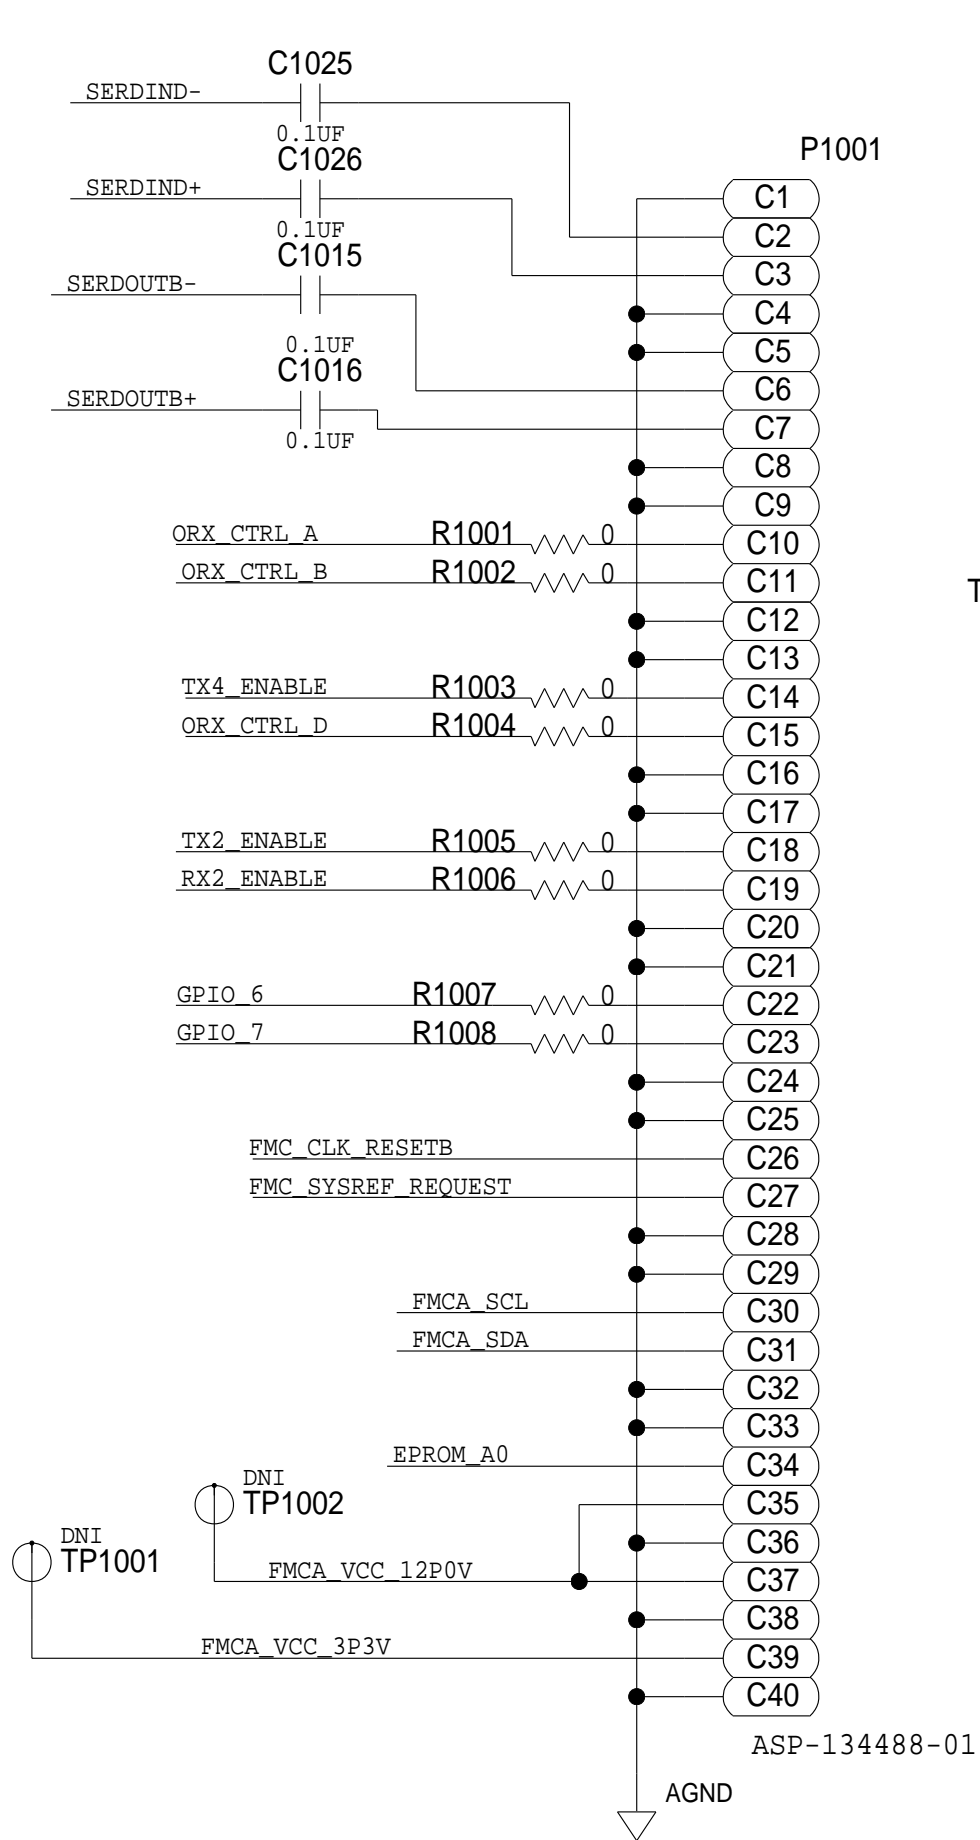 C1025
SERDIND-
0.1UF
C1026
P1001
SERDIND+
C1
0.1UF
C1015
C2
C3
SERDOUTB-
C4
0.1UF
C5
C1016
C6
SERDOUTB+
C7
0.1UF
C8
C9
ORX_CTRL_A R1001 0 C10
ORX_CTRL_B R1002 0 C11
T
C12
C13
TX4_ENABLE R1003 0 C14
ORX_CTRL_D R1004 0 C15
C16
C17
TX2_ENABLE R1005 0 C18
RX2_ENABLE R1006 0 C19
C20
C21
GPIO_6 R1007 0 C22
GPIO_7 R1008 0 C23
C24
C25
FMC_CLK_RESETB C26
FMC_SYSREF_REQUEST C27
C28
C29
FMCA_SCL C30
FMCA_SDA C31
C32
C33
EPROM_A0 C34
DNI
TP1002 C35
DNI
TP1001
C36
FMCA_VCC_12P0V C37
C38
FMCA_VCC_3P3V C39
C40
ASP-134488-01
AGND